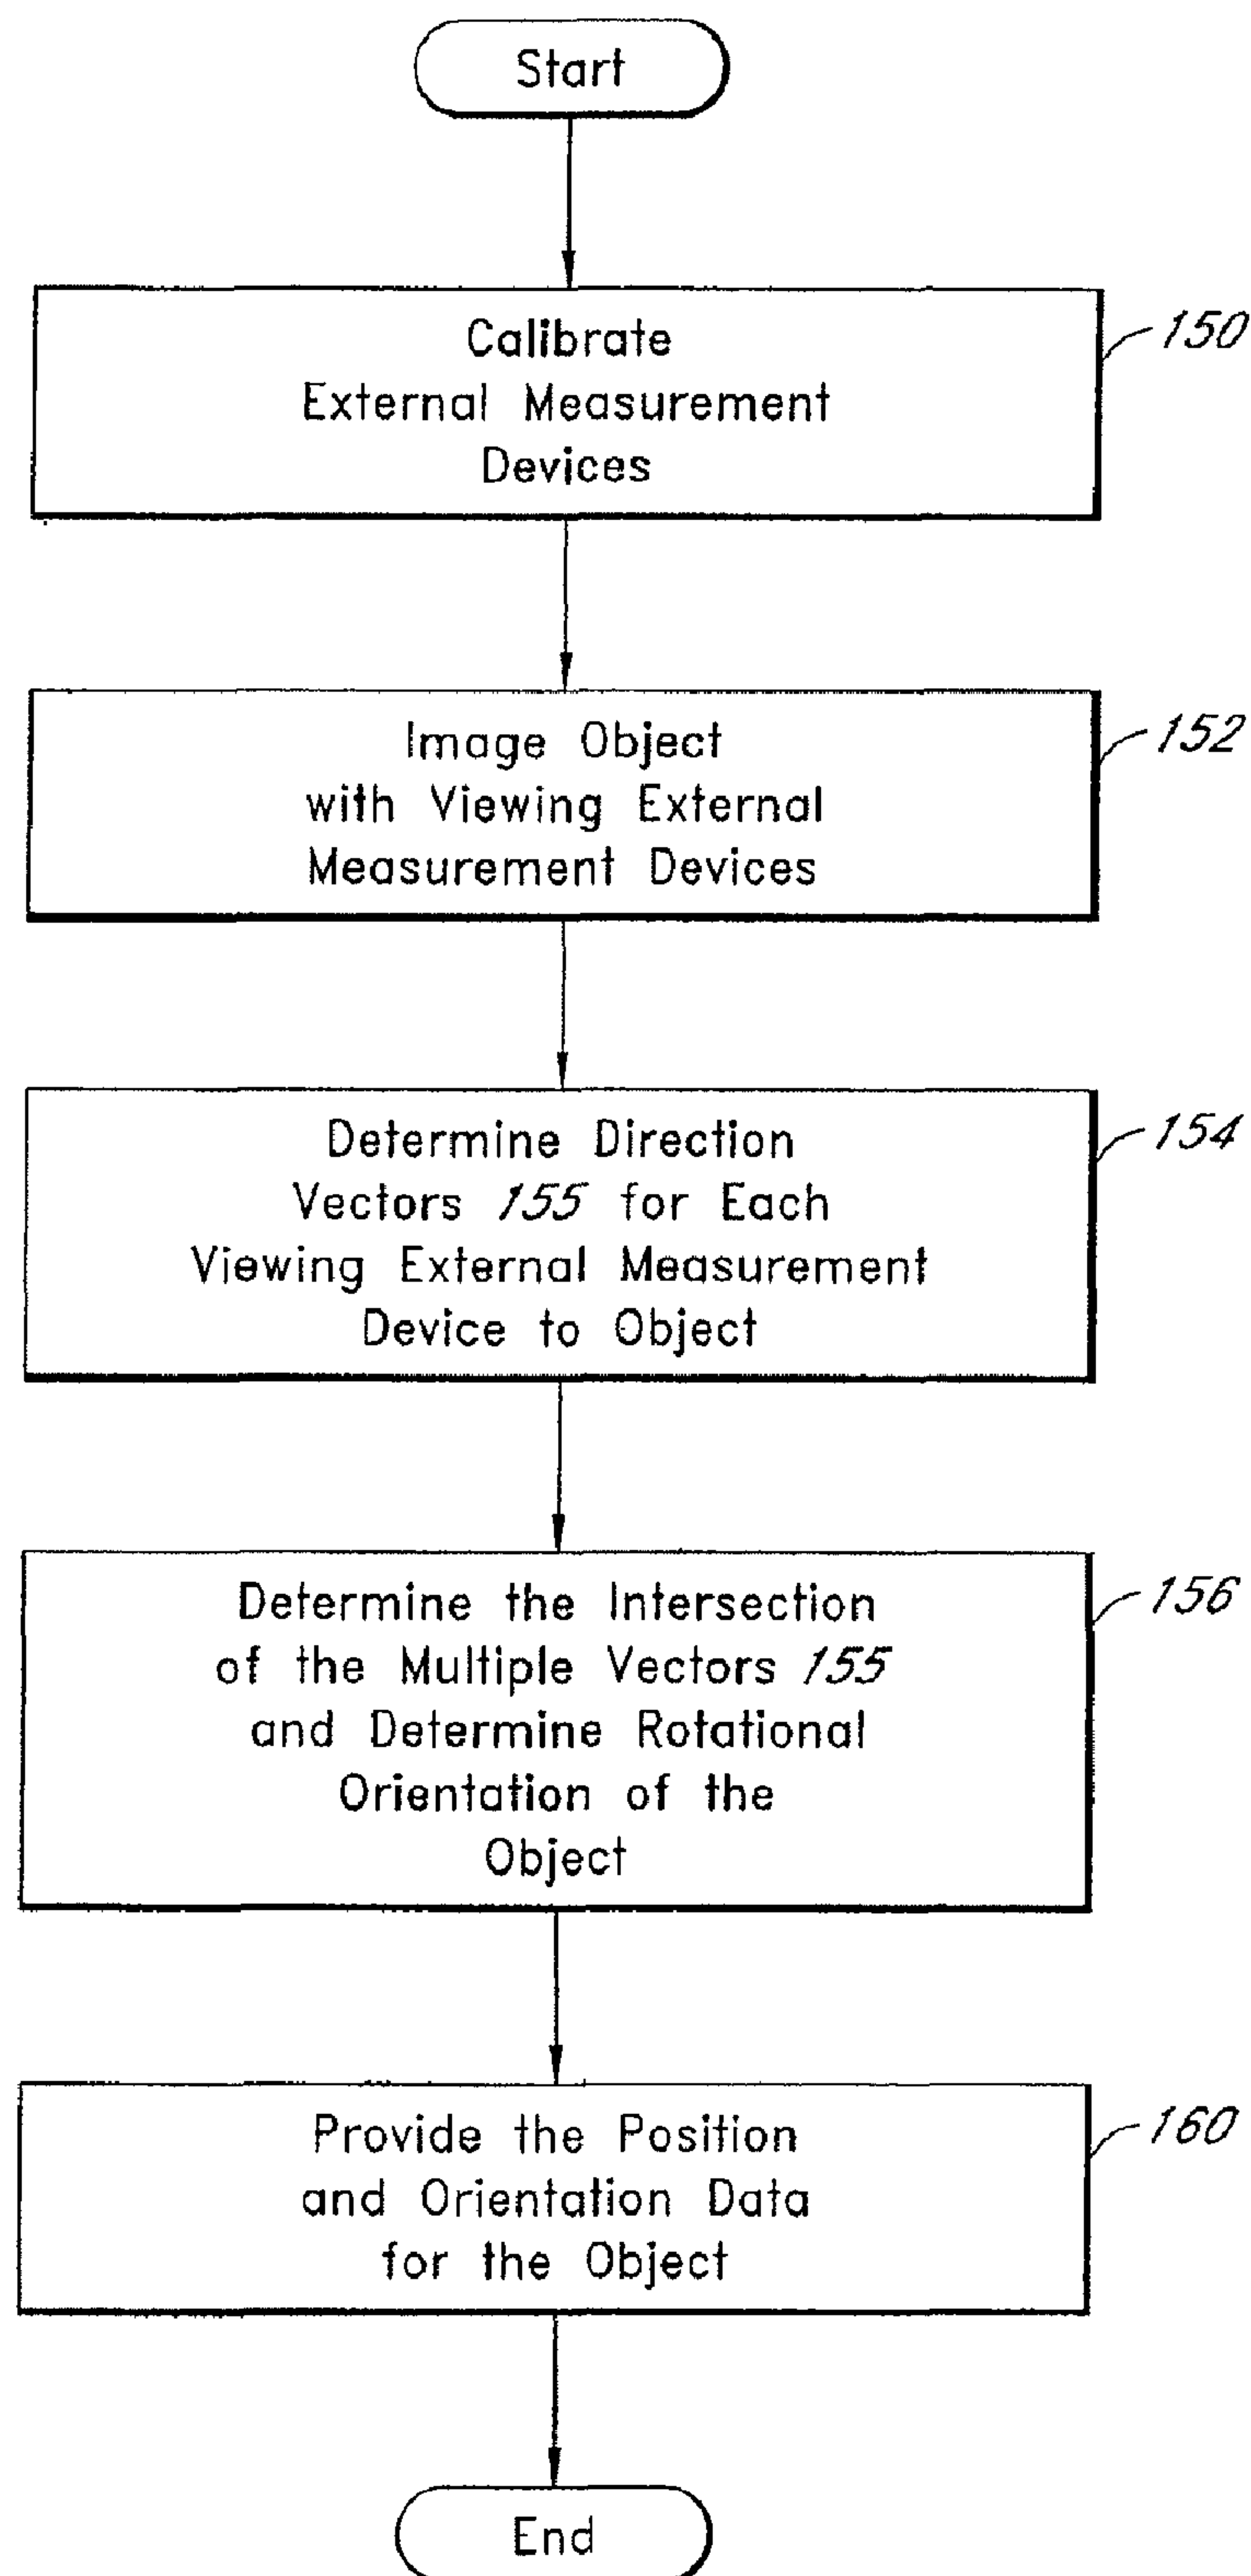 Start
Calibrate
External Measurement
Devices
150
Image Object
with Viewing External
Measurement Devices
152
Determine Direction
Vectors 155 for Each
Viewing External Measurement
Device to Object
154
Determine the Intersection
of the Multiple Vectors 155
and Determine Rotational
Orientation of the
Object
156
Provide the Position
and Orientation Data
for the Object
160
End